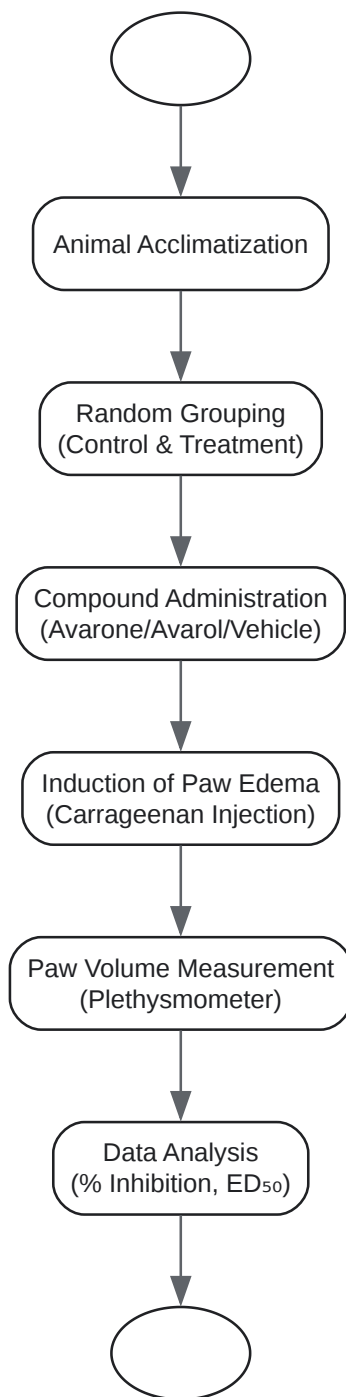 Animal Acclimatization
Random Grouping
(Control & Treatment)
Compound Administration
(Avarone/Avarol/Vehicle)
Induction of Paw Edema
(Carrageenan Injection)
Paw Volume Measurement
(Plethysmometer)
Data Analysis
(% Inhibition, ED₅₀)